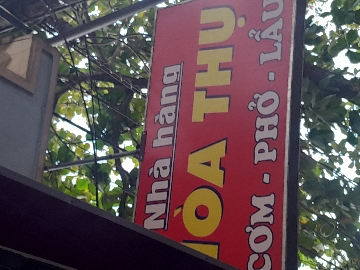 Nhà hàng
ÒA THỤ
CƠM - PHỞ - LẨU